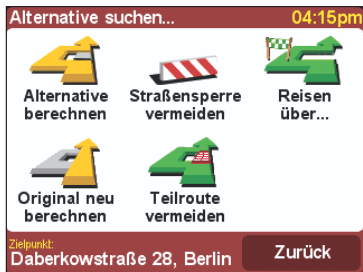 Alternative suchen... 04:15pm
Alternative Straßensperre Reisen
berechnen vermeiden über...
Original neu Teilroute
berechnen vermeiden
Zielpunkt:
Daberkowstraße 28, Berlin Zurück